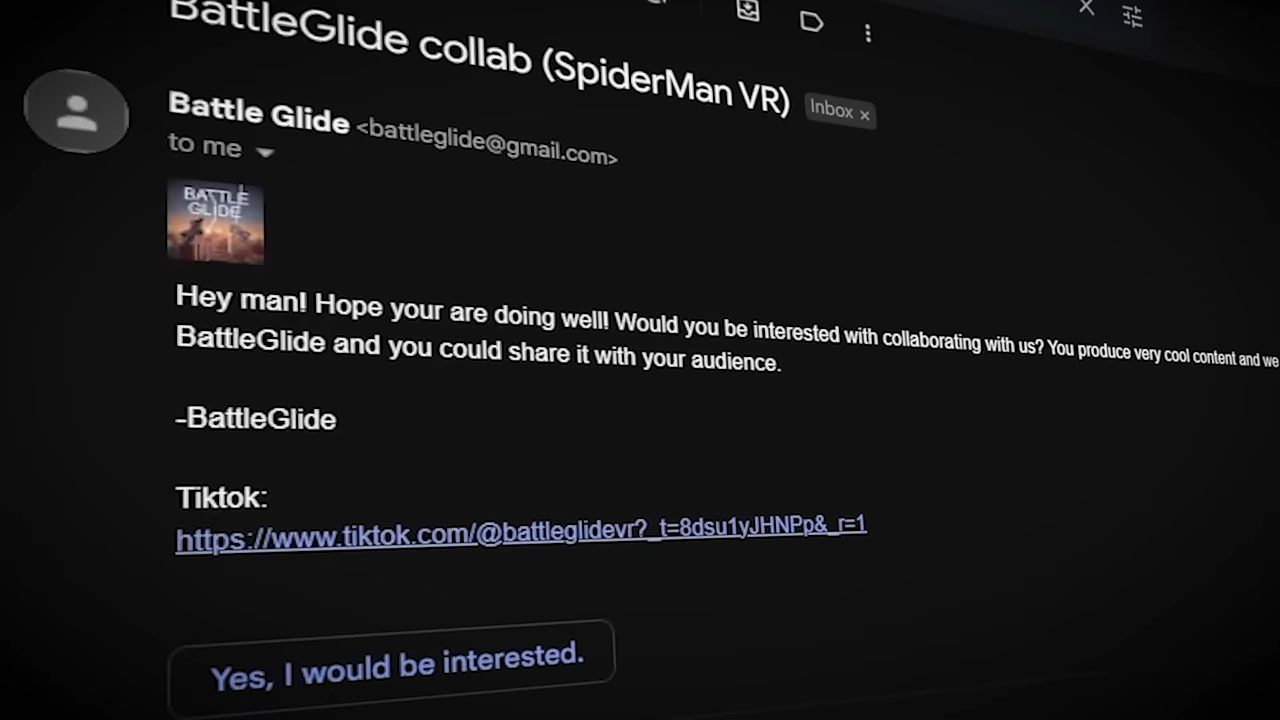 BattleGlide collab (SpiderMan VR) Inbox ×
Battle Glide <battleglide@gmail.com>
to me
BATTLE
GLIDE
Hey man! Hope your are doing well! Would you be interested with collaborating with us? You produce very cool content and we
BattleGlide and you could share it with your audience.
-BattleGlide
Tiktok:
https://www.tiktok.com/@battleglidevr?_t=8dsu1yJHNPp&_r=1
Yes, I would be interested.